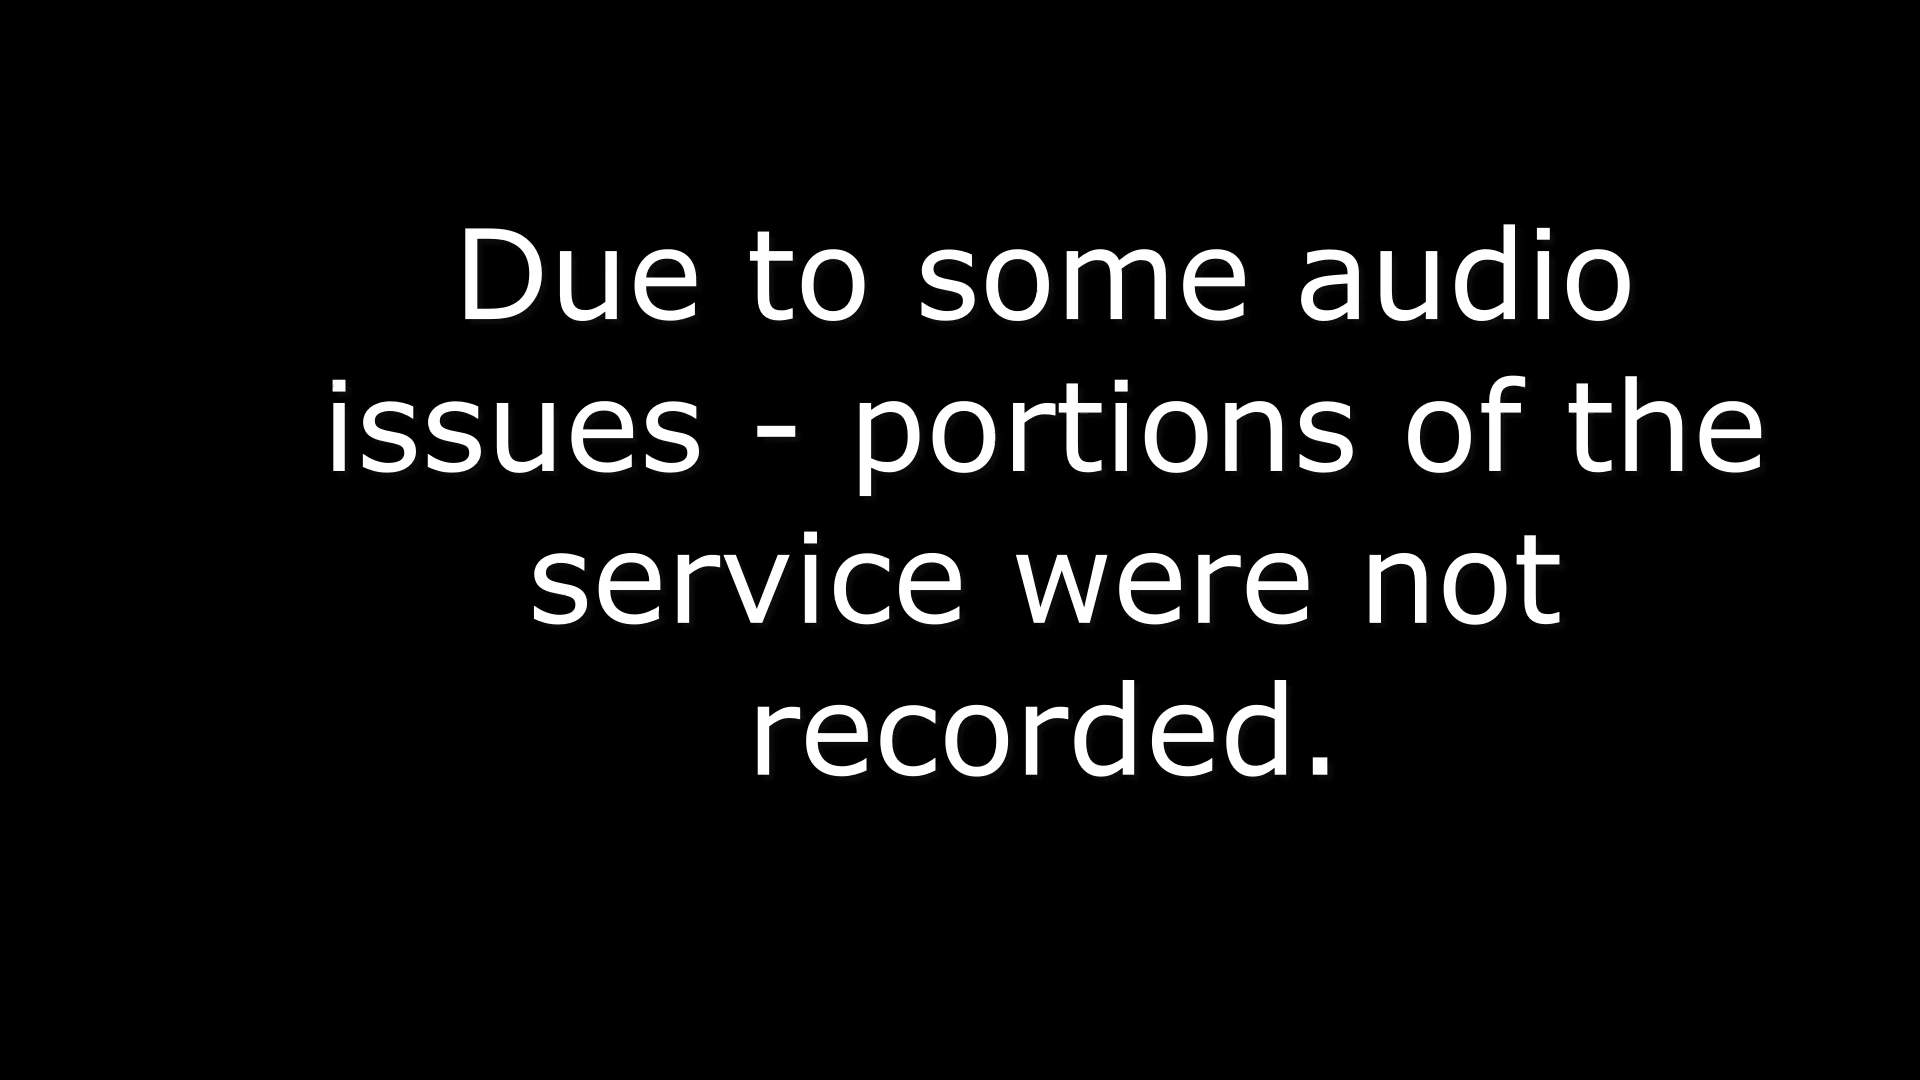 Due to some audio
issues - portions of the
service were not
recorded.